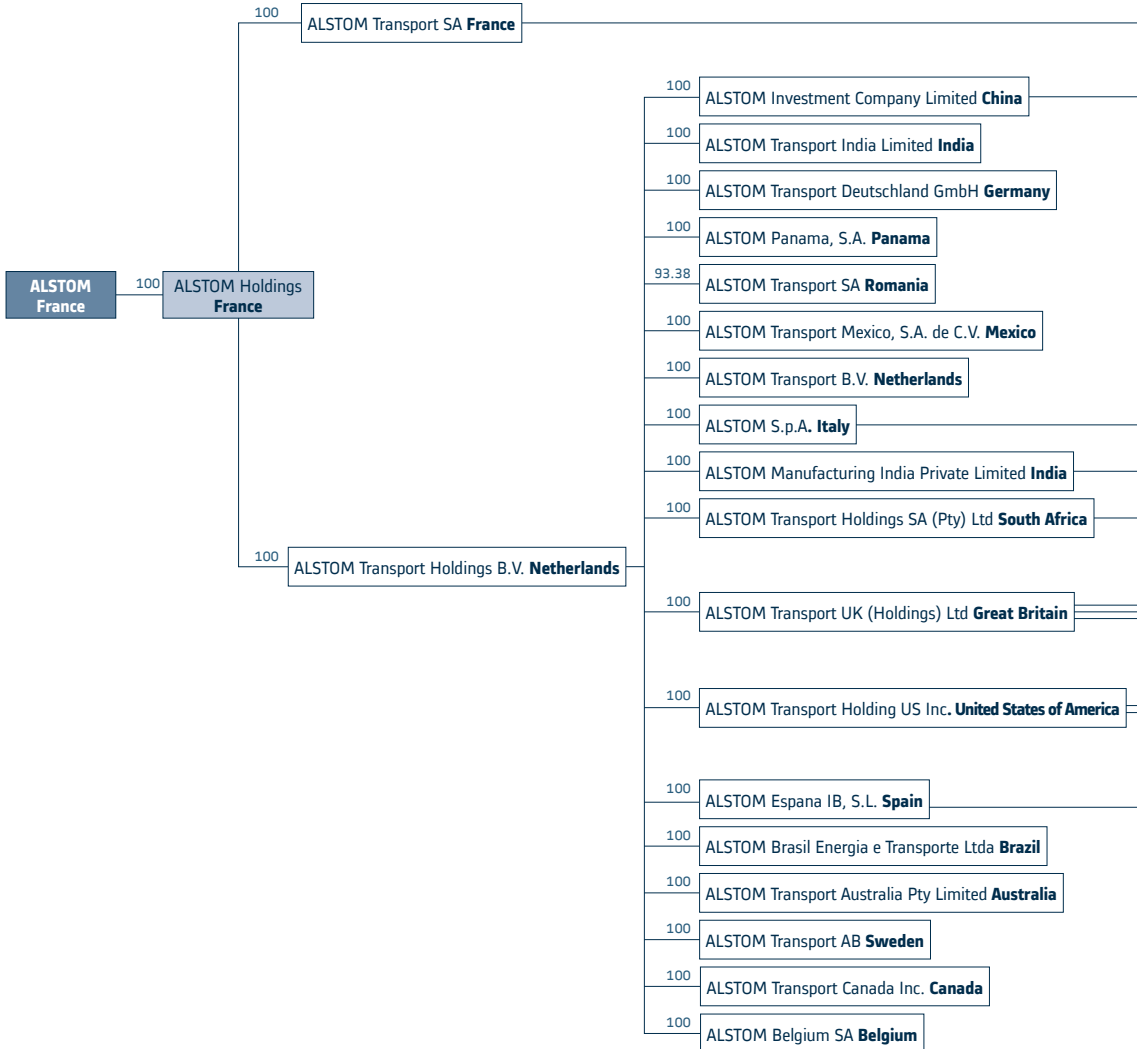 100
ALSTOM Transport SA France
100
ALSTOM Investment Company Limited China
100
ALSTOM Transport India Limited India
100
ALSTOM Transport Deutschland GmbH Germany
100
ALSTOM Panama, S.A. Panama
ALSTOM
France
100
ALSTOM Holdings
France
93.38
ALSTOM Transport SA Romania
100
ALSTOM Transport Mexico, S.A. de C.V. Mexico
100
ALSTOM Transport B.V. Netherlands
100
ALSTOM S.p.A. Italy
100
ALSTOM Manufacturing India Private Limited India
100
ALSTOM Transport Holdings SA (Pty) Ltd South Africa
100
ALSTOM Transport Holdings B.V. Netherlands
100
ALSTOM Transport UK (Holdings) Ltd Great Britain
100
ALSTOM Transport Holding US Inc. United States of America
100
ALSTOM Espana IB, S.L. Spain
100
ALSTOM Brasil Energia e Transporte Ltda Brazil
100
ALSTOM Transport Australia Pty Limited Australia
100
ALSTOM Transport AB Sweden
100
ALSTOM Transport Canada Inc. Canada
100
ALSTOM Belgium SA Belgium